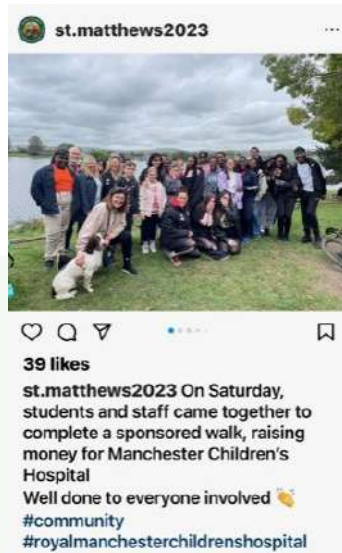 st.matthews2023
39 likes
st.matthews2023 On Saturday,
students and staff came together to
complete a sponsored walk, raising
money for Manchester Children's
Hospital
Well done to everyone involved 👏
#community
#royalmanchesterchildrenshospital